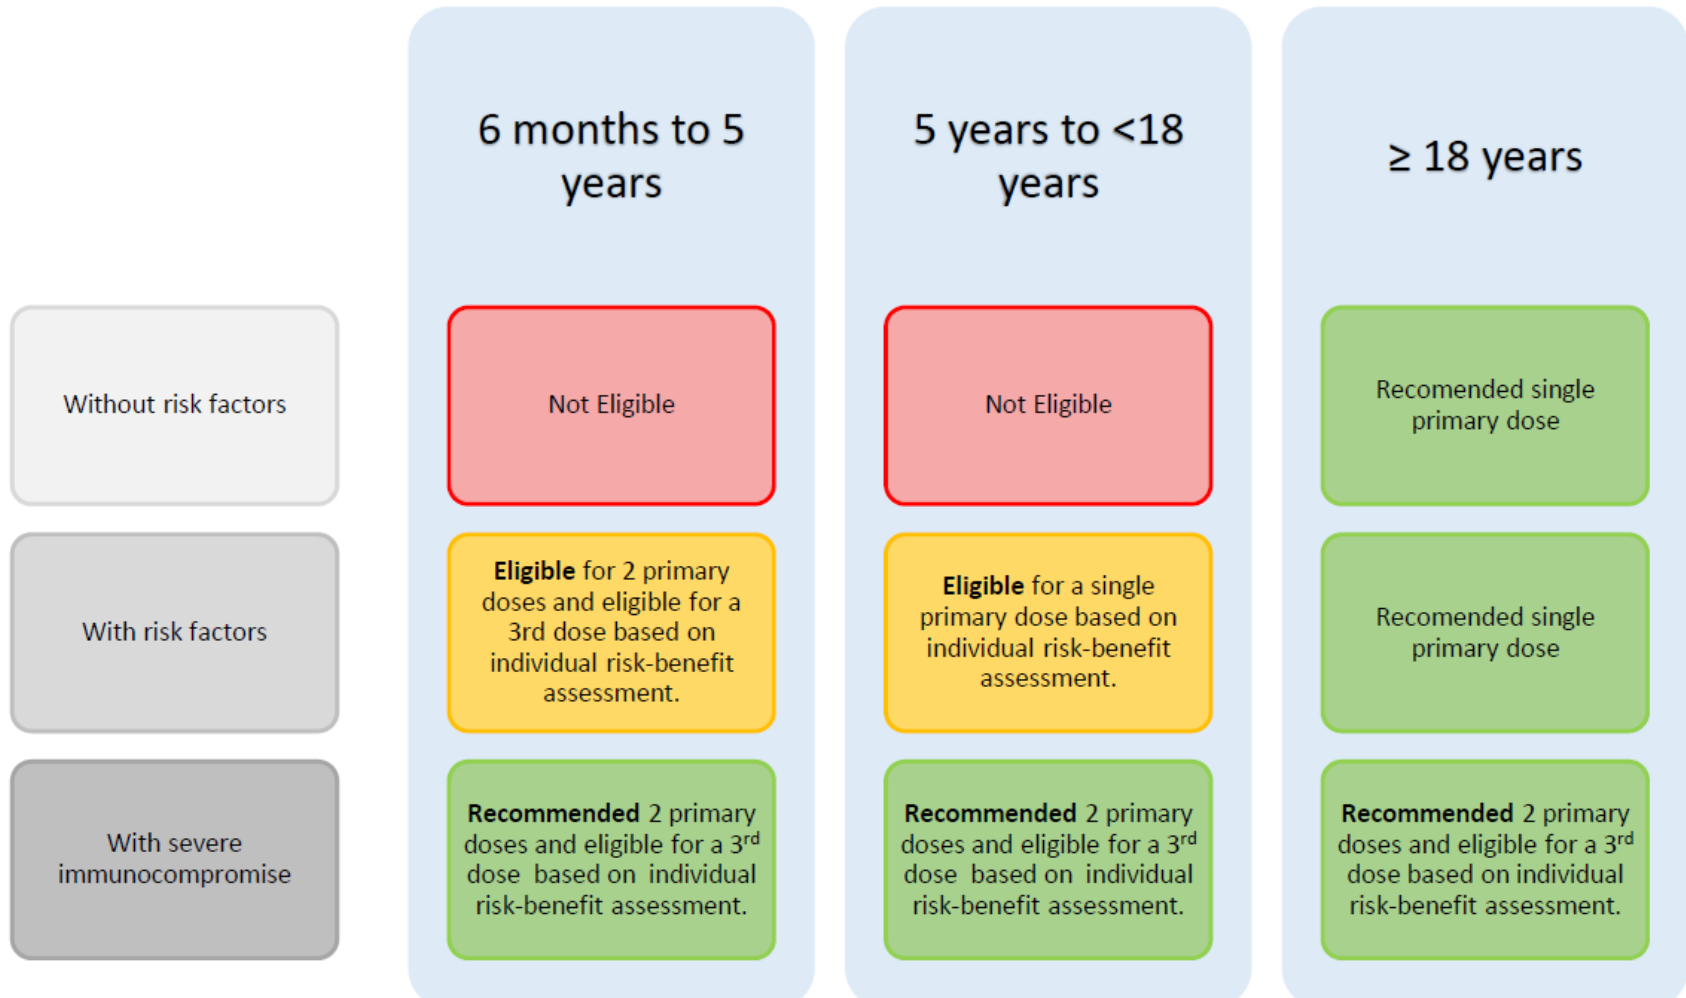 6 months to 5
years
5 years to <18
years
≥ 18 years
Without risk factors
Not Eligible
Not Eligible
Recomended single
primary dose
With risk factors
Eligible for 2 primary
doses and eligible for a
3rd dose based on
individual risk-benefit
assessment.
Eligible for a single
primary dose based on
individual risk-benefit
assessment.
Recomended single
primary dose
With severe
immunocompromise
Recommended 2 primary
doses and eligible for a 3rd
dose based on individual
risk-benefit assessment.
Recommended 2 primary
doses and eligible for a 3rd
dose based on individual
risk-benefit assessment.
Recommended 2 primary
doses and eligible for a 3rd
dose based on individual
risk-benefit assessment.